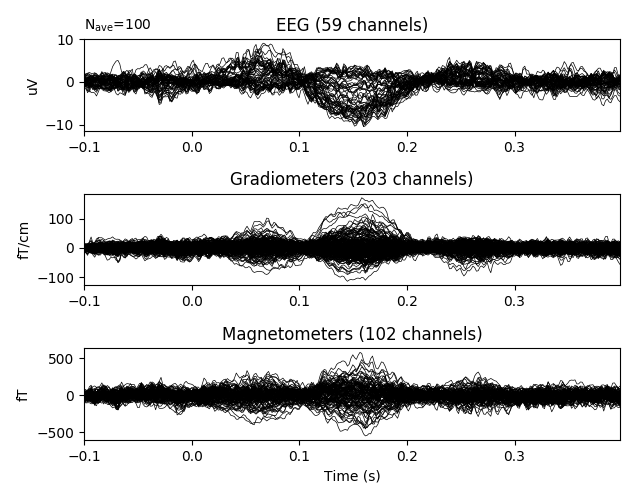 N_ave=100
EEG (59 channels)
uV
10
0
−10
−0.1 0.0 0.1 0.2 0.3
Gradiometers (203 channels)
fT/cm
100
0
−100
−0.1 0.0 0.1 0.2 0.3
Magnetometers (102 channels)
fT
500
0
−500
−0.1 0.0 0.1 0.2 0.3
Time (s)